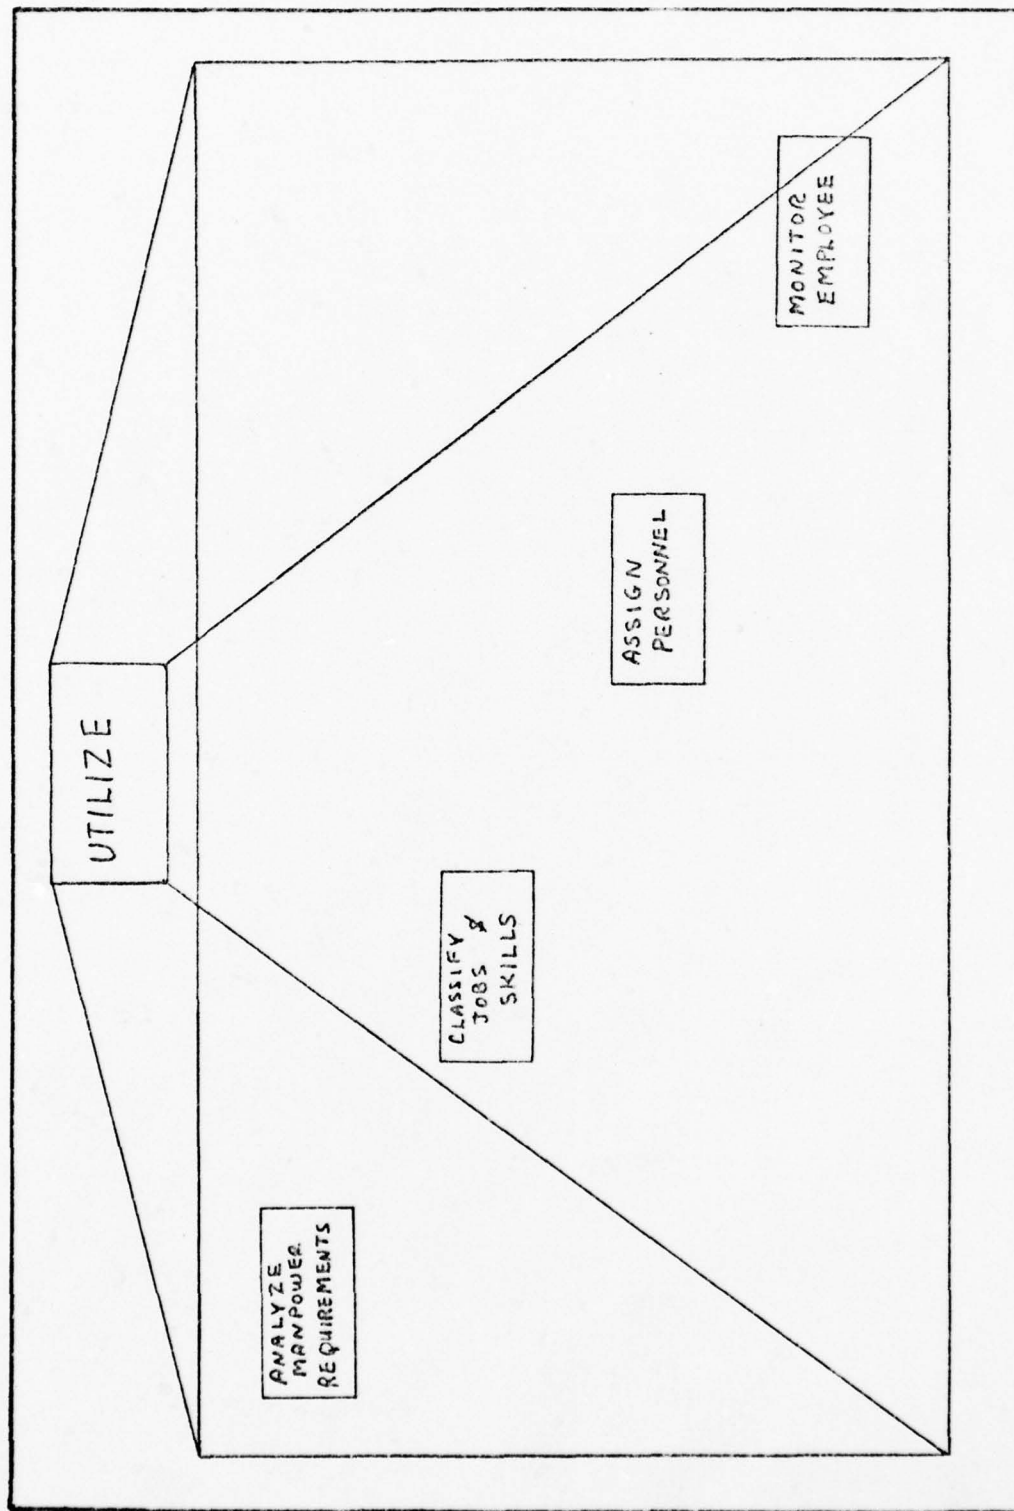 UTILIZE
ANALYZE
MANPOWER
REQUIREMENTS
CLASSIFY
JOBS &
SKILLS
ASSIGN
PERSONNEL
MONITOR
EMPLOYEE